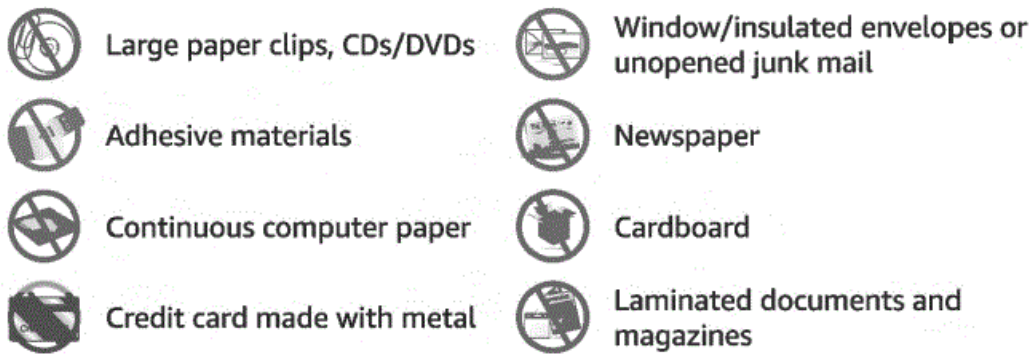 Large paper clips, CDs/DVDs
Adhesive materials
Continuous computer paper
Credit card made with metal
Window/insulated envelopes or
unopened junk mail
Newspaper
Cardboard
Laminated documents and
magazines